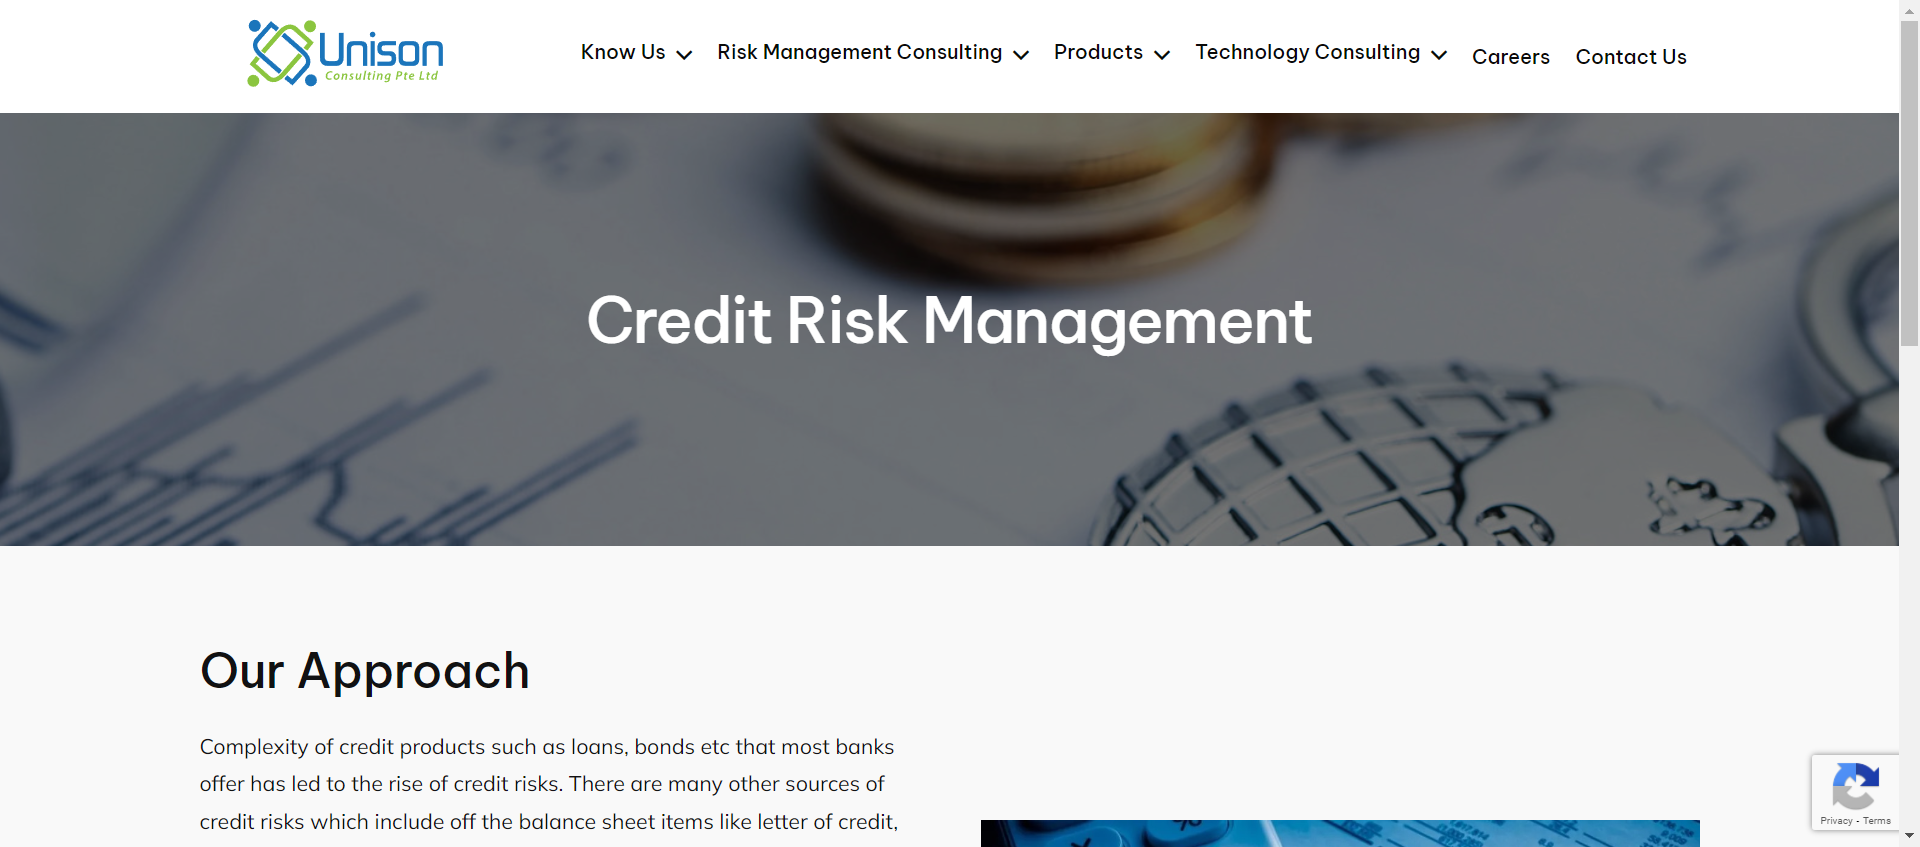 Unison
Consulting Pte Ltd
Know Us
Risk Management Consulting
Products
Technology Consulting
Careers
Contact Us
Credit Risk Management
Our Approach
Complexity of credit products such as loans, bonds etc that most banks
offer has led to the rise of credit risks. There are many other sources of
credit risks which include off the balance sheet items like letter of credit,
Privacy - Terms